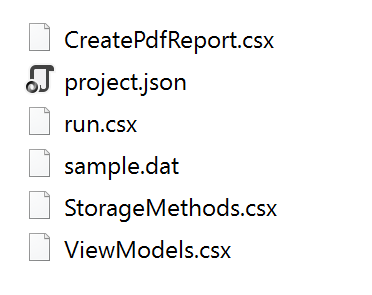 CreatePdfReport.csx
project.json
run.csx
sample.dat
StorageMethods.csx
ViewModels.csx